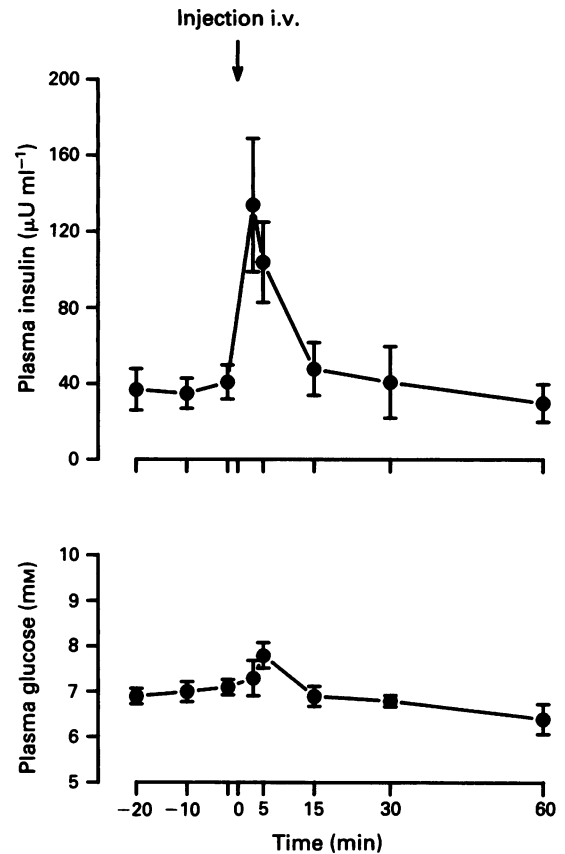 Injection i.v.
200
160
120
80
40
0
Plasma insulin (µU ml⁻¹)
10
9
8
7
6
5
Plasma glucose (mM)
−20 −10 0 5 15 30 60
Time (min)